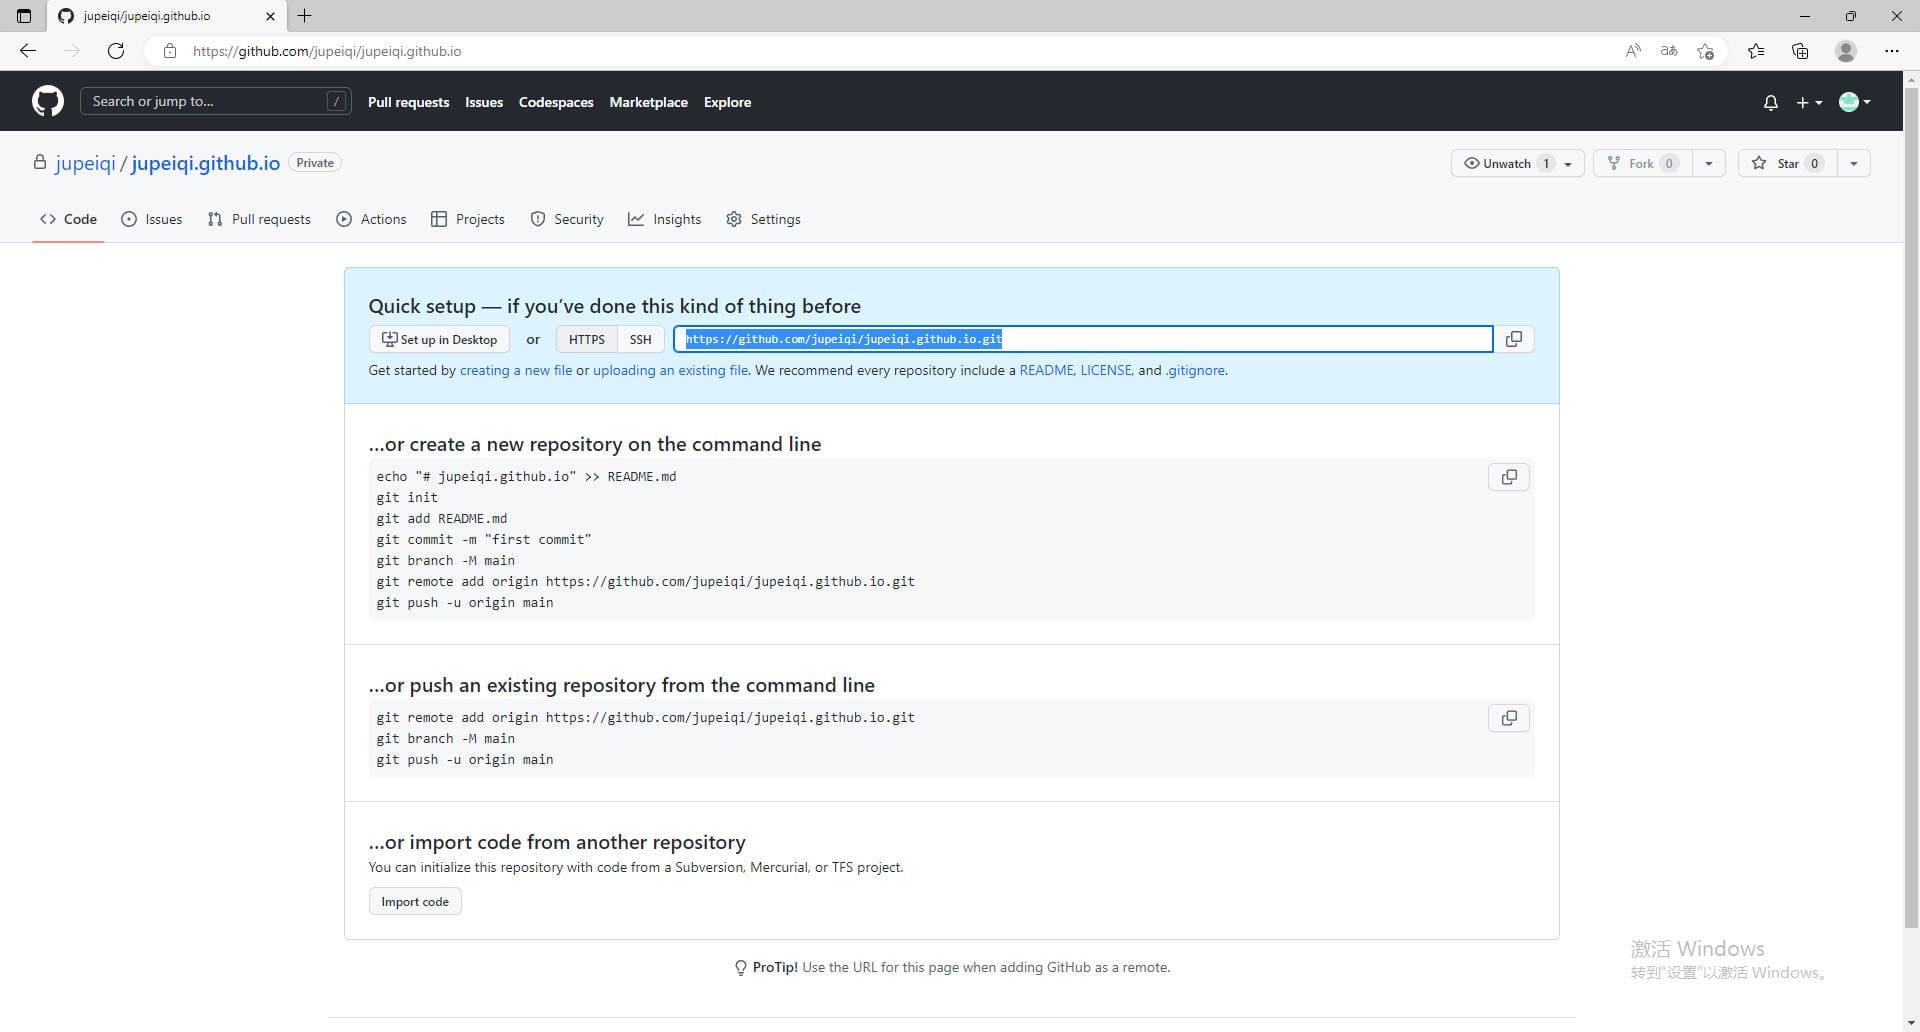 jupeiqi/jupeiqi.github.io
https://github.com/jupeiqi/jupeiqi.github.io
Search or jump to... /
Pull requests Issues Codespaces Marketplace Explore
jupeiqi / jupeiqi.github.io Private
Unwatch 1 Fork 0 Star 0
Code Issues Pull requests Actions Projects Security Insights Settings
Quick setup — if you’ve done this kind of thing before
Set up in Desktop or HTTPS SSH https://github.com/jupeiqi/jupeiqi.github.io.git
Get started by creating a new file or uploading an existing file. We recommend every repository include a README, LICENSE, and .gitignore.
…or create a new repository on the command line
echo "# jupeiqi.github.io" >> README.md
git init
git add README.md
git commit -m "first commit"
git branch -M main
git remote add origin https://github.com/jupeiqi/jupeiqi.github.io.git
git push -u origin main
…or push an existing repository from the command line
git remote add origin https://github.com/jupeiqi/jupeiqi.github.io.git
git branch -M main
git push -u origin main
…or import code from another repository
You can initialize this repository with code from a Subversion, Mercurial, or TFS project.
Import code
ProTip! Use the URL for this page when adding GitHub as a remote.
激活 Windows
转到"设置"以激活 Windows。